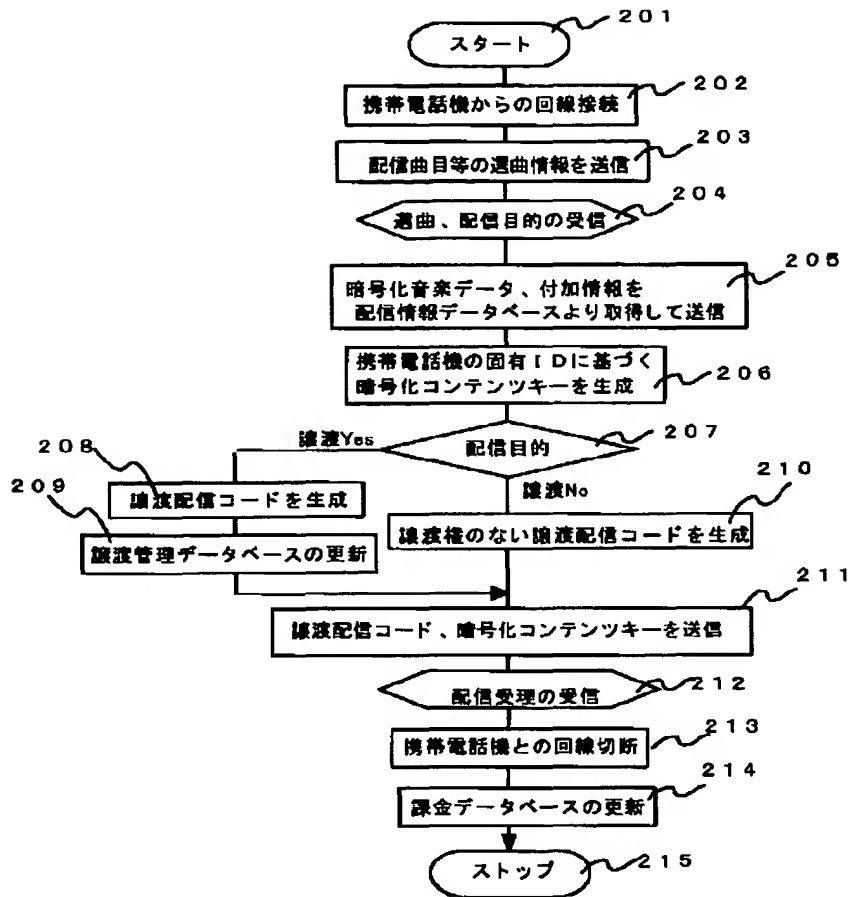 201
スタート
202
携帯電話機からの回線接続
203
配信曲目等の選曲情報を送信
204
選曲、配信目的の受信
205
暗号化音楽データ、付加情報を
配信情報データベースより取得して送信
携帯電話機の固有IDに基づく
暗号化コンテンツキーを生成
206
譲渡Yes
配信目的
207
208
譲渡No
209
譲渡配信コードを生成
210
譲渡権のない譲渡配信コードを生成
譲渡管理データベースの更新
211
譲渡配信コード、暗号化コンテンツキーを送信
配信受理の受信
212
213
携帯電話機との回線切断
214
課金データベースの更新
ストップ
215